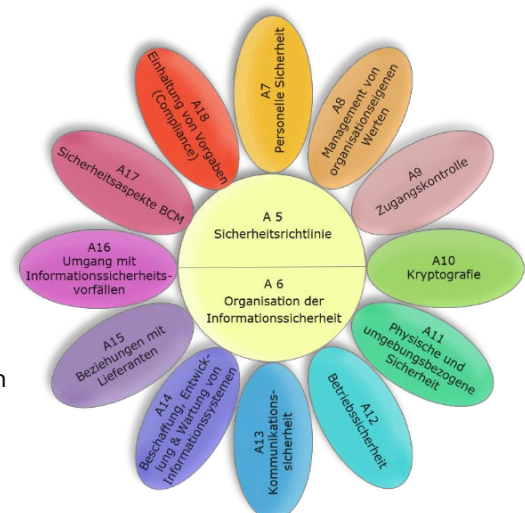 A 5
Sicherheitsrichtlinie
A 6
Organisation der
Informationssicherheit
A7
Personelle Sicherheit
A8
Management von
organisationseigenen
Werten
A9
Zugangskontrolle
A10
Kryptografie
A11
Physische und
umgebungsbezogene
Sicherheit
A12
Betriebssicherheit
A13
Kommunikations-
sicherheit
A14
Beschaffung, Entwick-
lung & Wartung von
Informationssystemen
A15
Beziehungen mit
Lieferanten
A16
Umgang mit
Informationssicherheits-
vorfällen
A17
Sicherheitsaspekte BCM
A18
Einhaltung von Vorgaben
(Compliance)